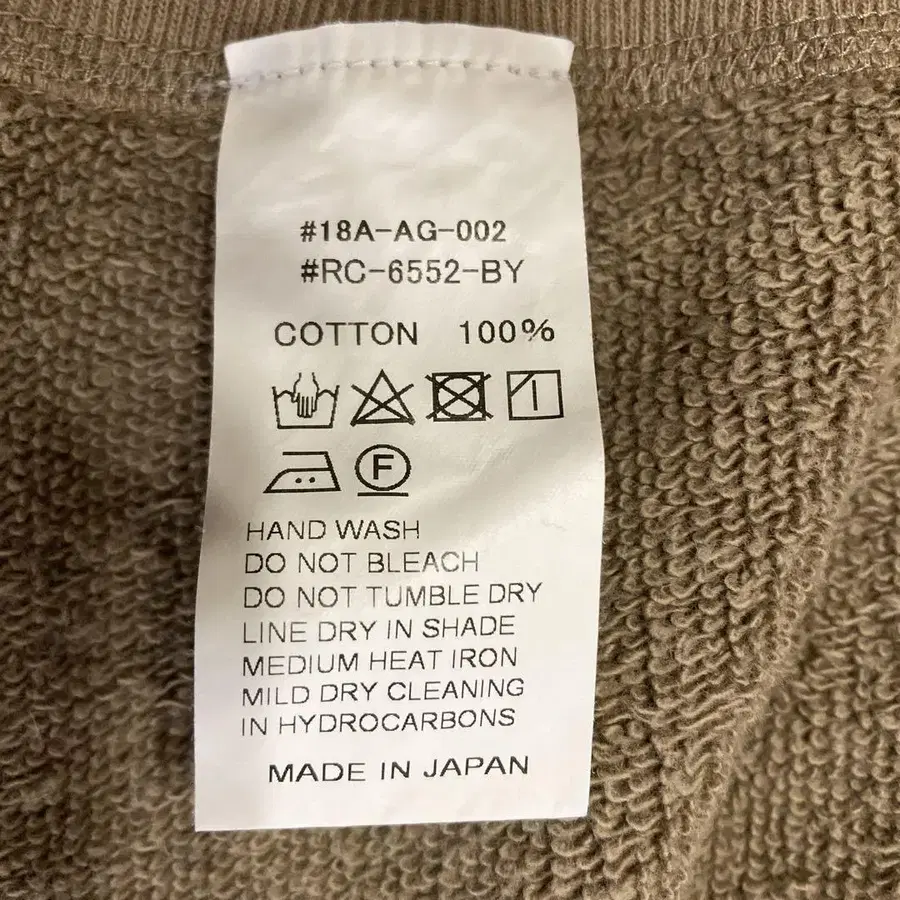 #18A-AG-002
#RC-6552-BY
COTTON 100%
F
HAND WASH
DO NOT BLEACH
DO NOT TUMBLE DRY
LINE DRY IN SHADE
MEDIUM HEAT IRON
MILD DRY CLEANING
IN HYDROCARBONS
MADE IN JAPAN